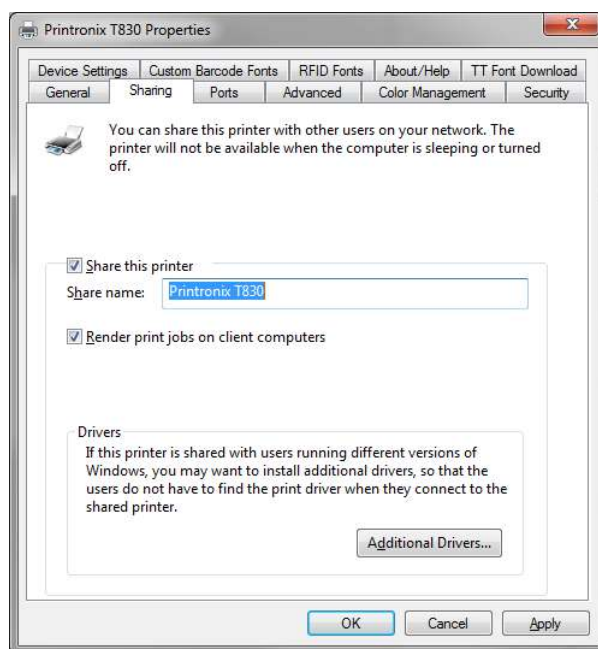 Printronix T830 Properties
Device Settings Custom Barcode Fonts RFID Fonts About/Help TT Font Download
General Sharing Ports Advanced Color Management Security
You can share this printer with other users on your network. The
printer will not be available when the computer is sleeping or turned
off.
Share this printer
Share name: Printronix T830
Render print jobs on client computers
Drivers
If this printer is shared with users running different versions of
Windows, you may want to install additional drivers, so that the
users do not have to find the print driver when they connect to the
shared printer.
Additional Drivers...
OK Cancel Apply